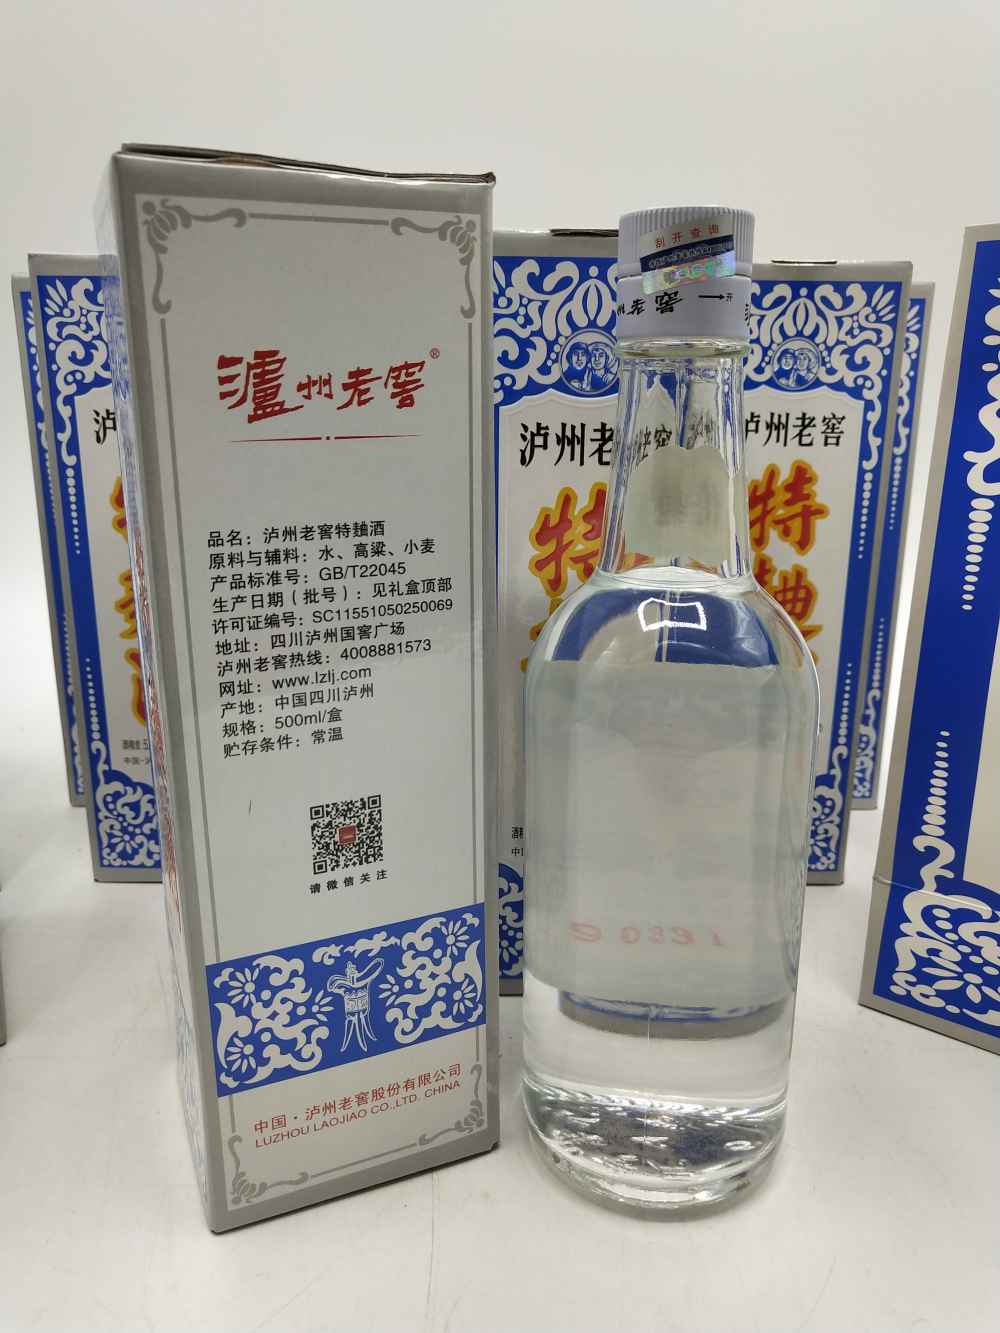 泸州老窖®
品名：泸州老窖特麯酒
原料与辅料：水、高粱、小麦
产品标准号：GB/T22045
生产日期（批号）：见礼盒顶部
许可证编号：SC11551050250069
地址：四川泸州国窖广场
泸州老窖热线：4008881573
网址：www.lzlj.com
产地：中国四川泸州
规格：500ml/盒
贮存条件：常温
请微信关注
中国·泸州老窖股份有限公司
LUZHOU LAOJIAO CO.,LTD. CHINA
刮开查询
老窖
开
泸州老
特
泸州老窖
特